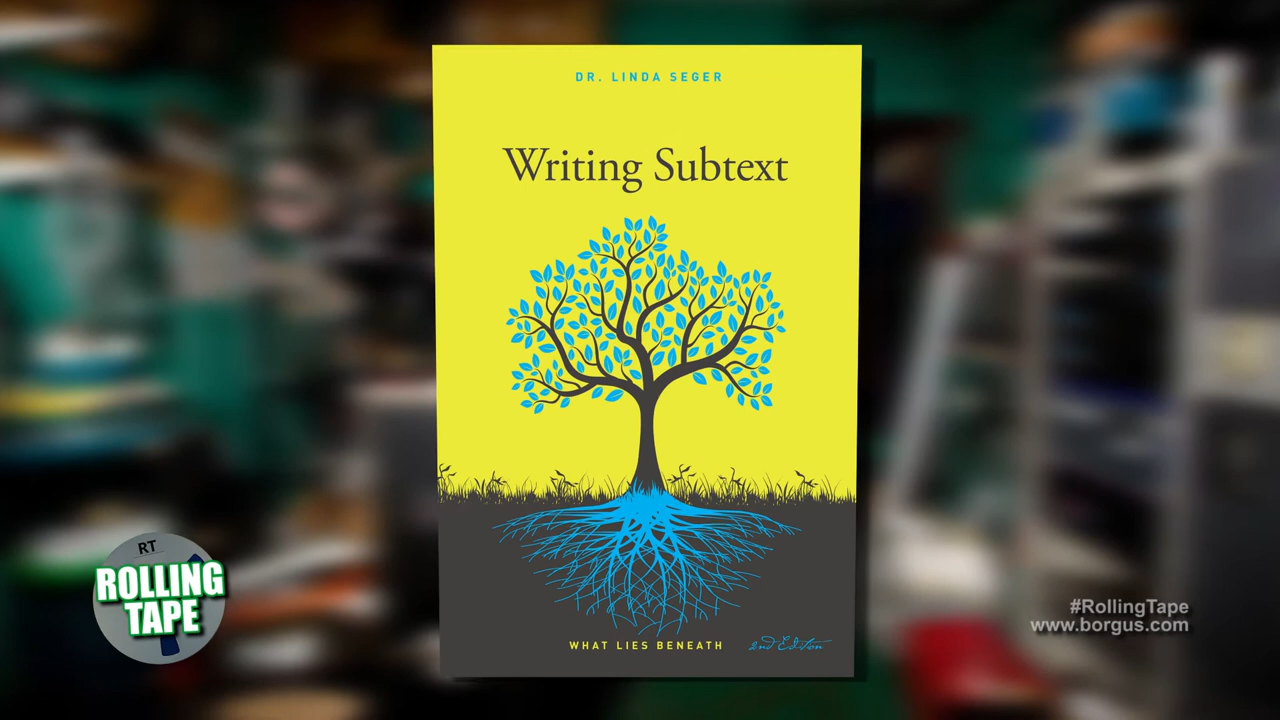 DR. LINDA SEGER
Writing Subtext
WHAT LIES BENEATH
2nd Edition
RT
ROLLING
TAPE
#RollingTape
www.borgus.com